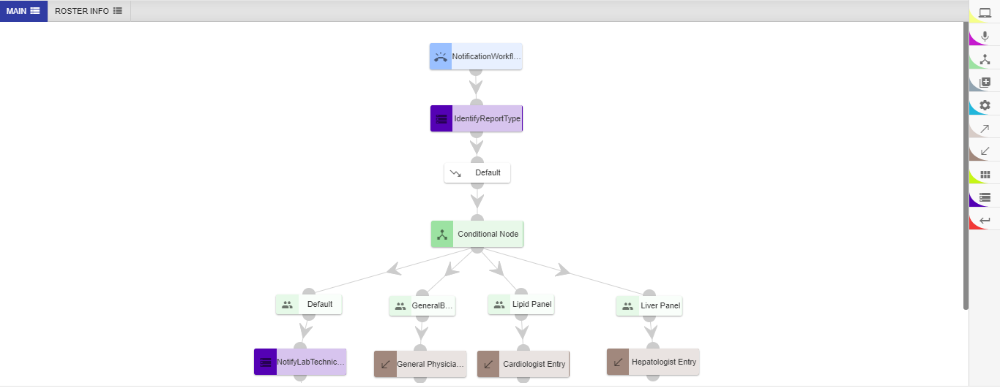 MAIN
ROSTER INFO
NotificationWorkfl...
IdentifyReportType
Default
Conditional Node
Default
GeneralB...
Lipid Panel
Liver Panel
NotifyLabTechnic...
General Physicia...
Cardiologist Entry
Hepatologist Entry